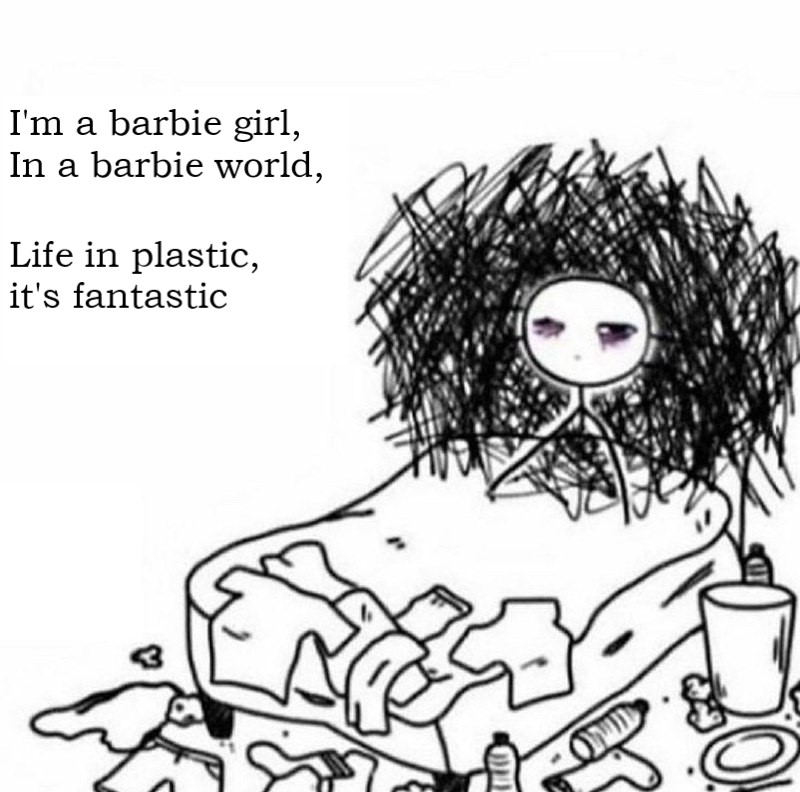 I'm a barbie girl,
In a barbie world,
Life in plastic,
it's fantastic